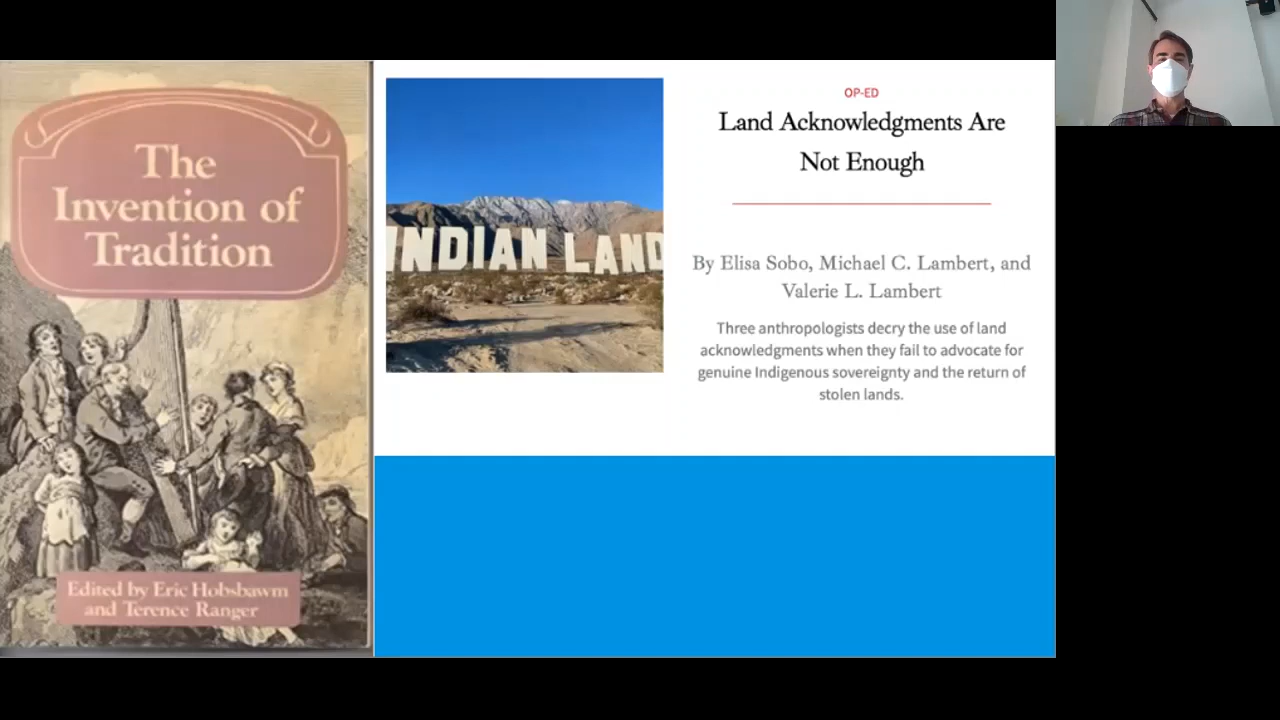 The
Invention of
Tradition
Edited by Eric Hobsbawm
and Terence Ranger
INDIAN LAND
OP-ED
Land Acknowledgments Are
Not Enough
By Elisa Sobo, Michael C. Lambert, and
Valerie L. Lambert
Three anthropologists decry the use of land
acknowledgments when they fail to advocate for
genuine Indigenous sovereignty and the return of
stolen lands.